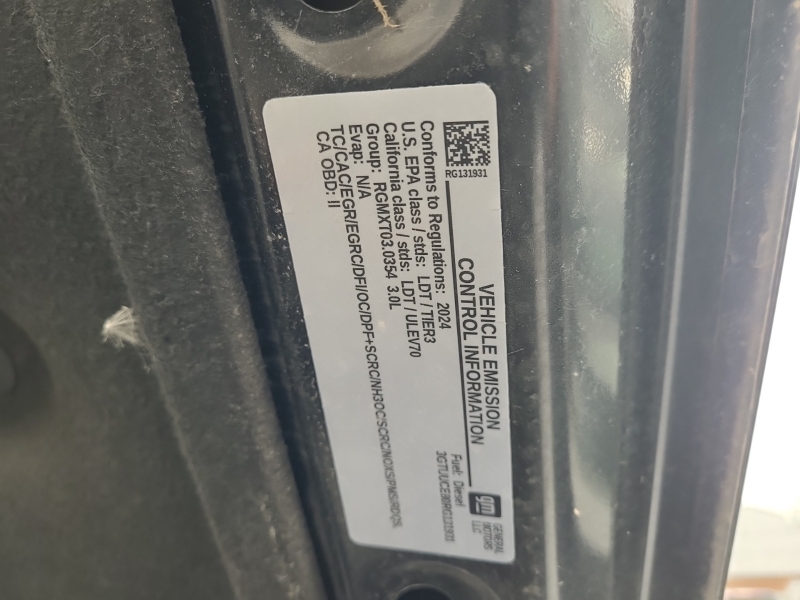 VEHICLE EMISSION
CONTROL INFORMATION
gm
GENERAL
MOTORS
LLC
RG131931
Fuel: Diesel
Conforms to Regulations: 2024
U.S. EPA class / stds: LDT / TIER3
California class / stds: LDT / ULEV70
Group: RGMXT03.0354 3.0L
Evap: N/A
TC/CAC/EGR/EGRC/DFI/OC/DPF+SCRC/NH3OC/SCRC/NOXS/PMS/RDQS
CA OBD: II